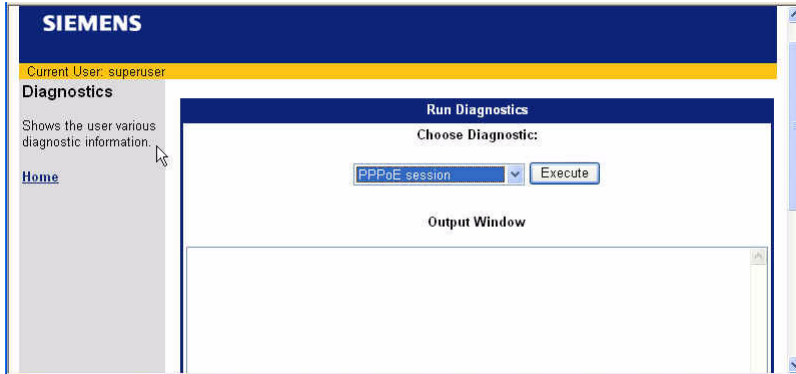 SIEMENS
Current User: superuser
Diagnostics
Shows the user various
diagnostic information.
Home
Run Diagnostics
Choose Diagnostic:
PPPoE session
Execute
Output Window